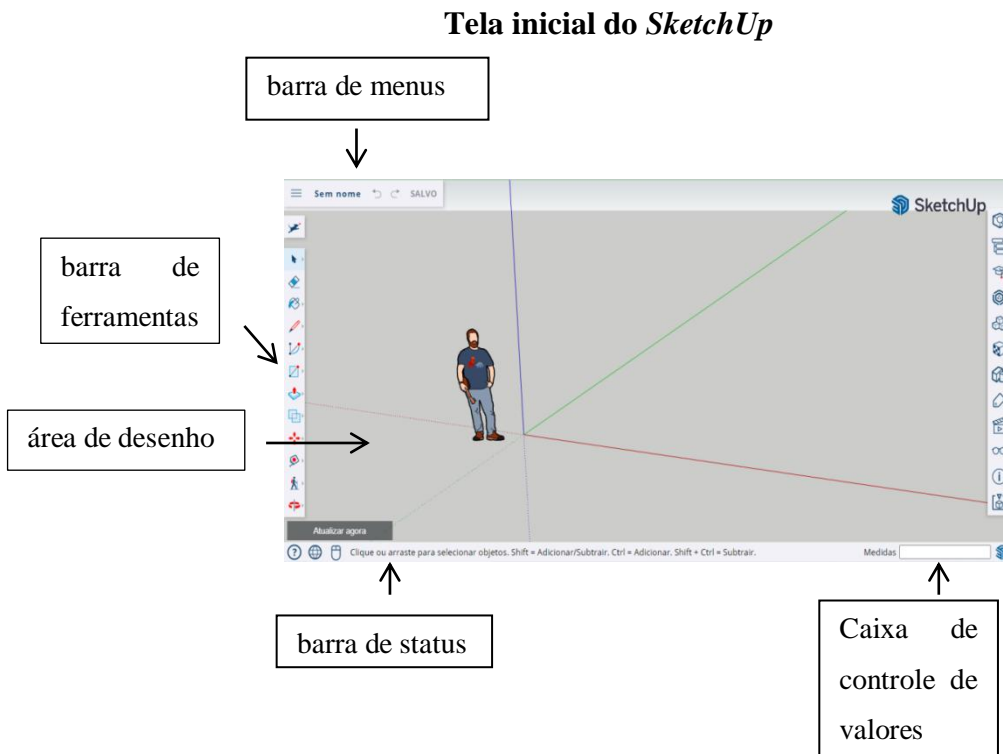 Tela inicial do SketchUp
barra de menus
Sem nome SALVO
SketchUp
barra de
ferramentas
área de desenho
Atualizar agora
Clique ou arraste para selecionar objetos. Shift = Adicionar/Subtrair. Ctrl = Adicionar. Shift + Ctrl = Subtrair.
Medidas
barra de status
Caixa de
controle de
valores